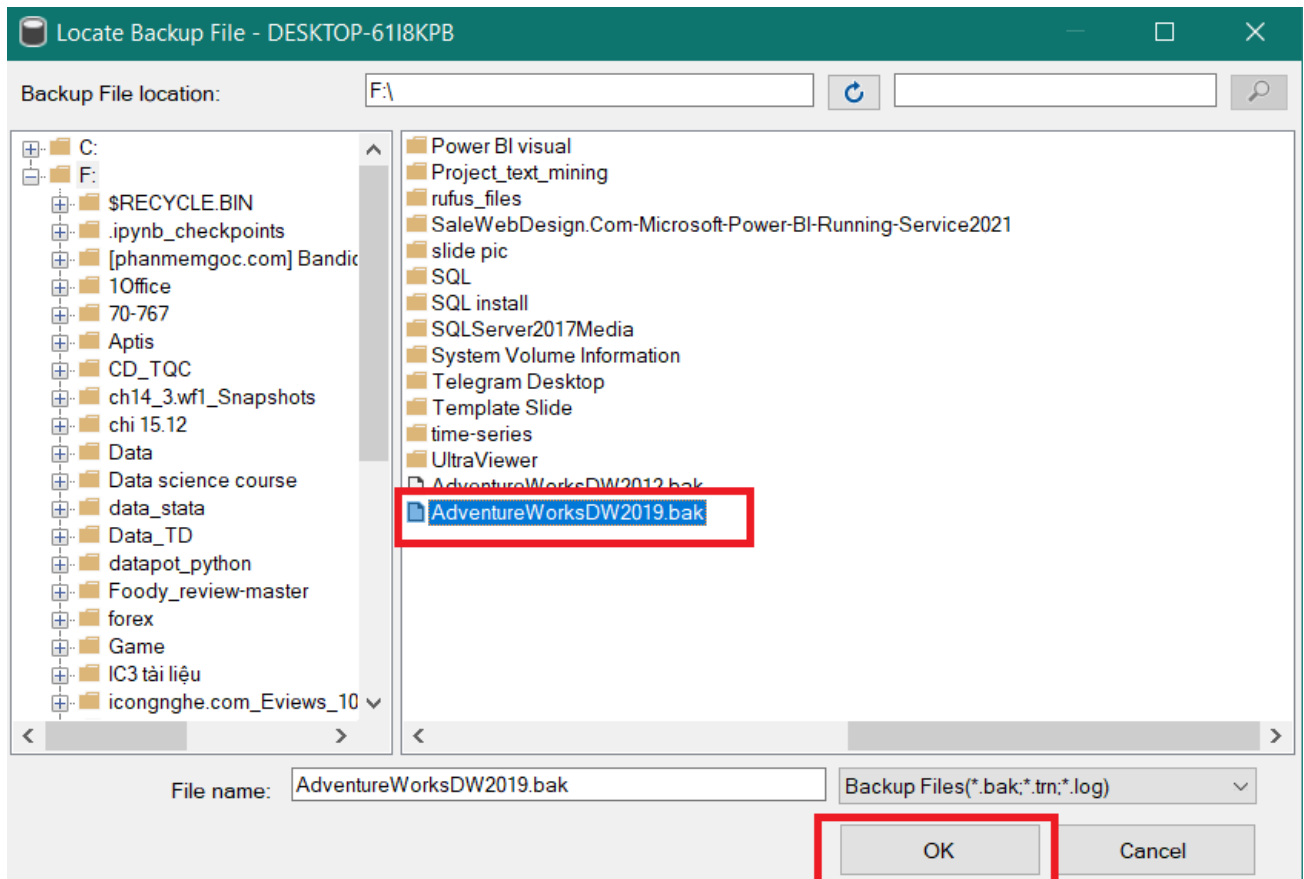 Locate Backup File - DESKTOP-61I8KPB
Backup File location:
F:\
C:
F:
$RECYCLE.BIN
.ipynb_checkpoints
[phanmemgoc.com] Bandic
1Office
70-767
Aptis
CD_TQC
ch14_3.wf1_Snapshots
chi 15.12
Data
Data science course
data_stata
Data_TD
datapot_python
Foody_review-master
forex
Game
IC3 tài liệu
icongnghe.com_Eviews_10
Power BI visual
Project_text_mining
rufus_files
SaleWebDesign.Com-Microsoft-Power-BI-Running-Service2021
slide pic
SQL
SQL install
SQLServer2017Media
System Volume Information
Telegram Desktop
Template Slide
time-series
UltraViewer
AdventureWorksDW2012.bak
AdventureWorksDW2019.bak
File name:
AdventureWorksDW2019.bak
Backup Files(*.bak;*.trn;*.log)
OK
Cancel